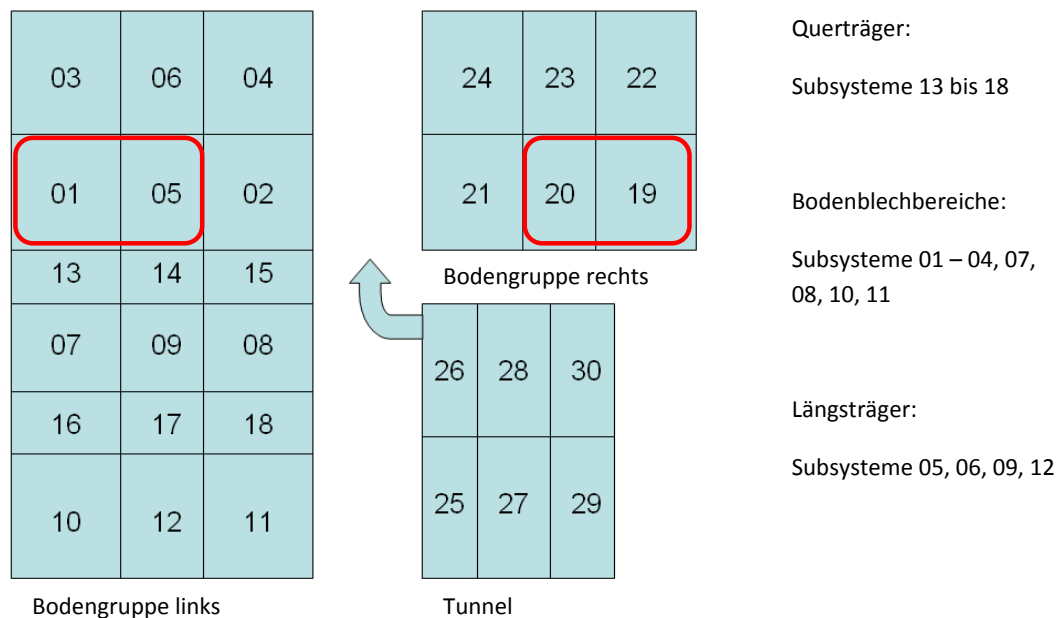 03 06 04
01 05 02
13 14 15
07 09 08
16 17 18
10 12 11
Bodengruppe links
24 23 22
21 20 19
Bodengruppe rechts
26 28 30
25 27 29
Tunnel
Querträger:
Subsysteme 13 bis 18
Bodenblechbereiche:
Subsysteme 01 – 04, 07,
08, 10, 11
Längsträger:
Subsysteme 05, 06, 09, 12